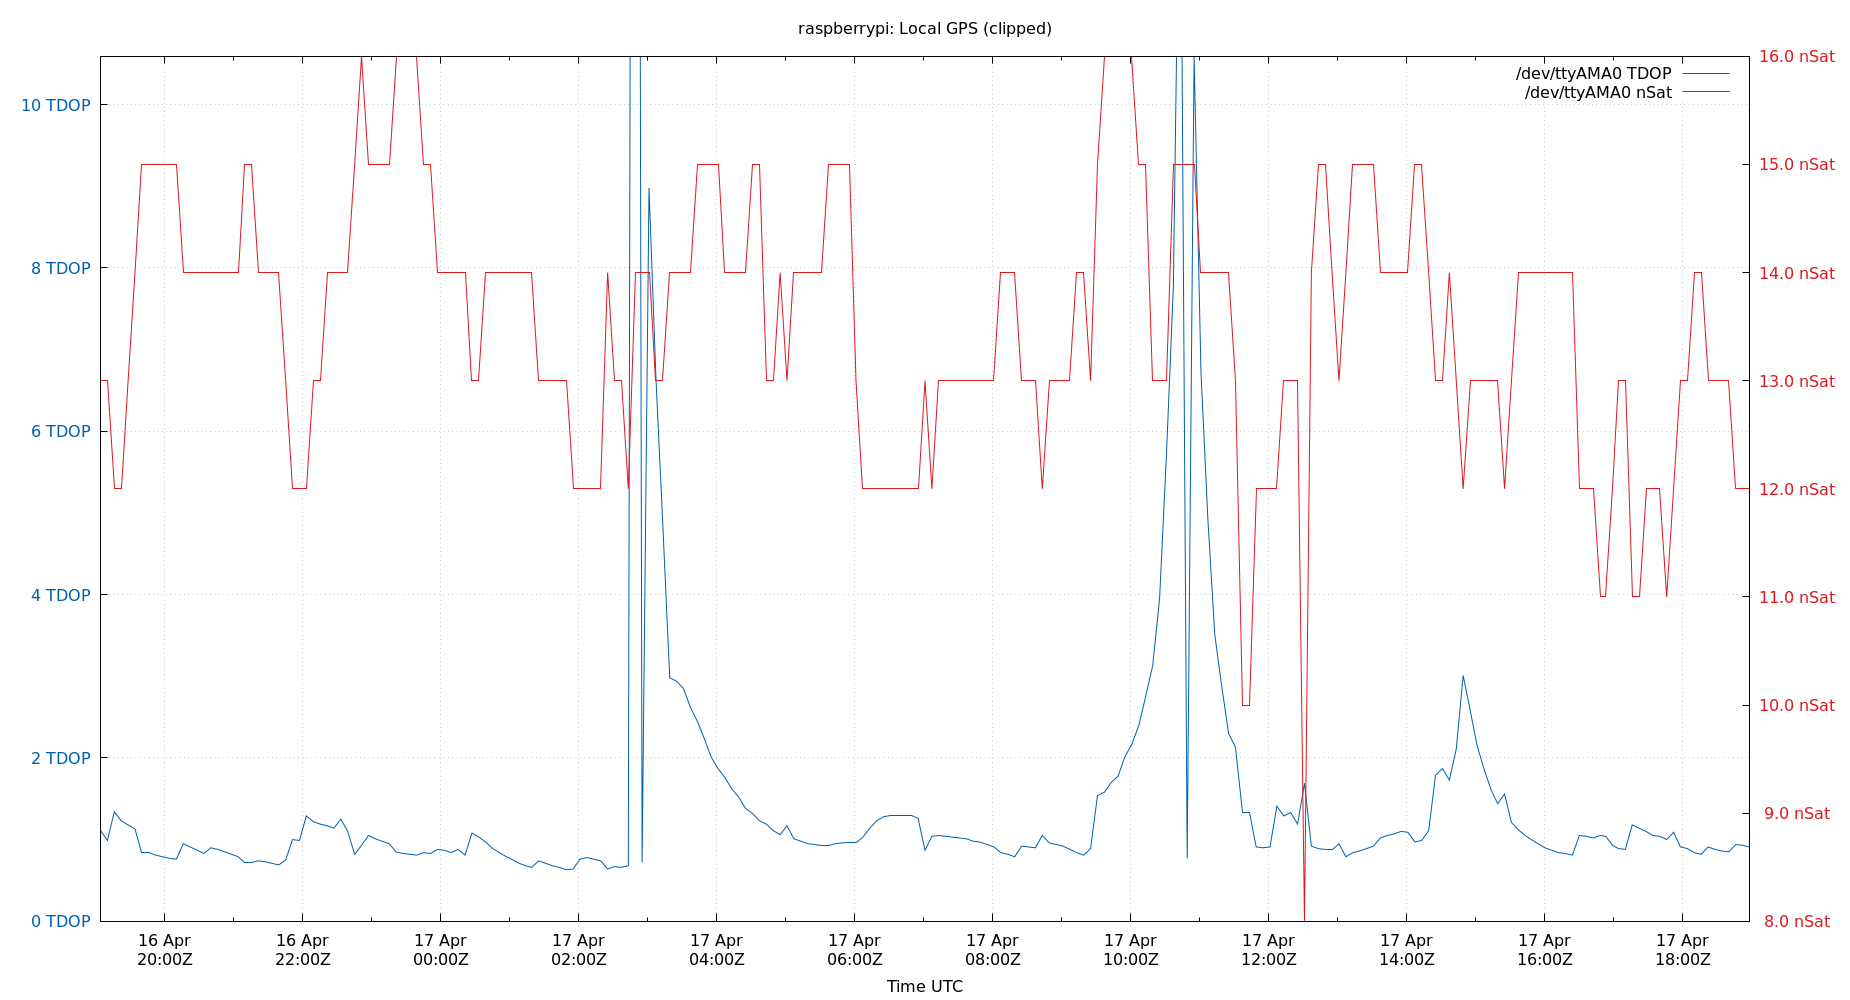 raspberrypi: Local GPS (clipped)
/dev/ttyAMA0 TDOP
/dev/ttyAMA0 nSat
10 TDOP
8 TDOP
6 TDOP
4 TDOP
2 TDOP
0 TDOP
16.0 nSat
15.0 nSat
14.0 nSat
13.0 nSat
12.0 nSat
11.0 nSat
10.0 nSat
9.0 nSat
8.0 nSat
16 Apr
20:00Z
16 Apr
22:00Z
17 Apr
00:00Z
17 Apr
02:00Z
17 Apr
04:00Z
17 Apr
06:00Z
17 Apr
08:00Z
17 Apr
10:00Z
17 Apr
12:00Z
17 Apr
14:00Z
17 Apr
16:00Z
17 Apr
18:00Z
Time UTC